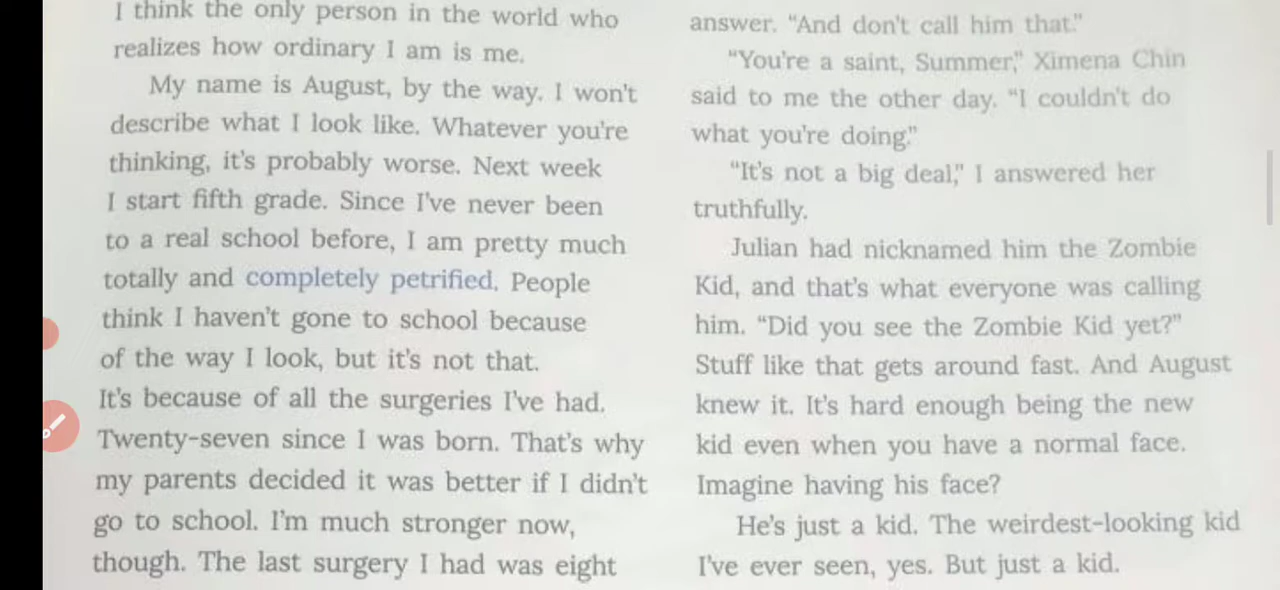 I think the only person in the world who
realizes how ordinary I am is me.
My name is August, by the way. I won't
describe what I look like. Whatever you're
thinking, it's probably worse. Next week
I start fifth grade. Since I've never been
to a real school before, I am pretty much
totally and completely petrified. People
think I haven't gone to school because
of the way I look, but it's not that.
It's because of all the surgeries I've had.
Twenty-seven since I was born. That's why
my parents decided it was better if I didn't
go to school. I'm much stronger now,
though. The last surgery I had was eight
answer. "And don't call him that."
"You're a saint, Summer," Ximena Chin
said to me the other day. "I couldn't do
what you're doing."
"It's not a big deal," I answered her
truthfully.
Julian had nicknamed him the Zombie
Kid, and that's what everyone was calling
him. "Did you see the Zombie Kid yet?"
Stuff like that gets around fast. And August
knew it. It's hard enough being the new
kid even when you have a normal face.
Imagine having his face?
He's just a kid. The weirdest-looking kid
I've ever seen, yes. But just a kid.